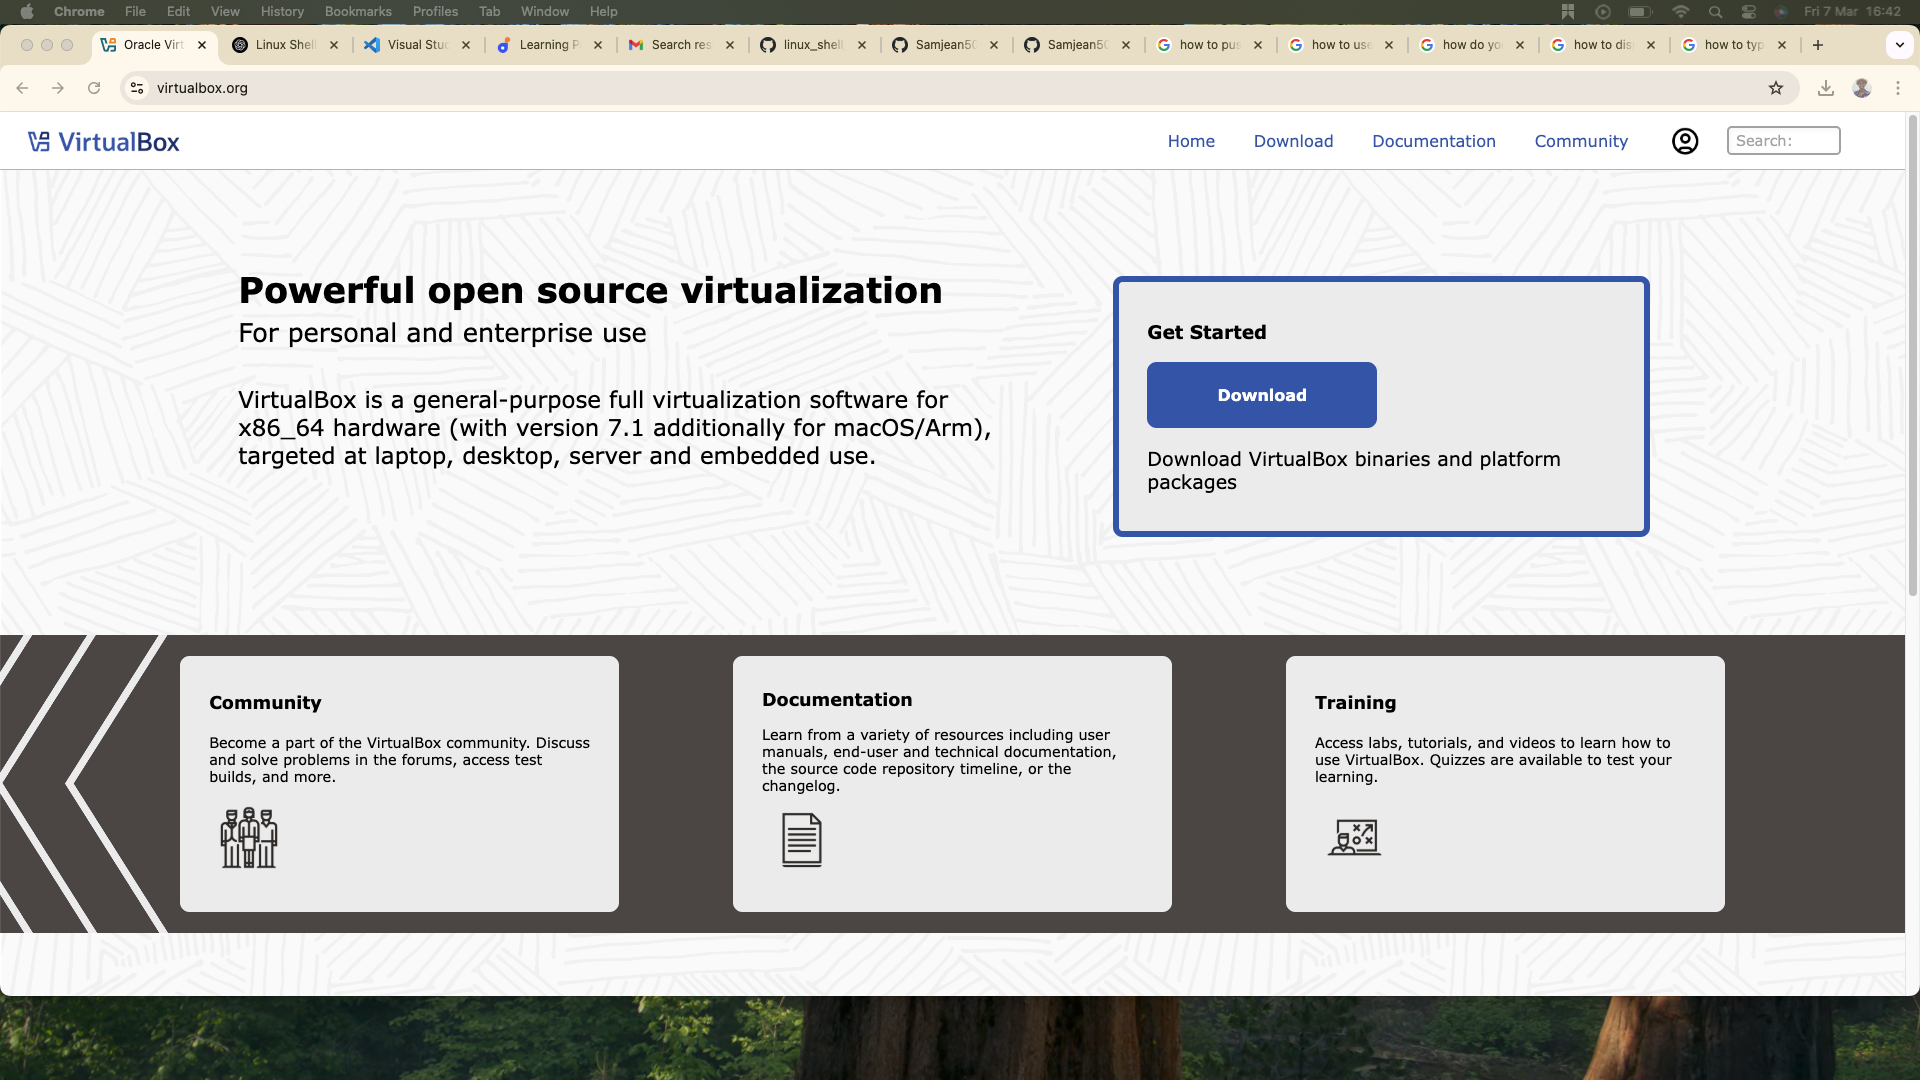 Chrome File Edit View History Bookmarks Profiles Tab Window Help Fri 7 Mar 16:42
Oracle Virt Linux Shell Visual Stud Learning P Search res linux_shell Samjean50 Samjean50 how to pus how to use how do yo how to dis how to typ
virtualbox.org
VirtualBox Home Download Documentation Community Search:
Powerful open source virtualization
For personal and enterprise use
VirtualBox is a general-purpose full virtualization software for
x86_64 hardware (with version 7.1 additionally for macOS/Arm),
targeted at laptop, desktop, server and embedded use.
Get Started
Download
Download VirtualBox binaries and platform
packages
Community
Become a part of the VirtualBox community. Discuss
and solve problems in the forums, access test
builds, and more.
Documentation
Learn from a variety of resources including user
manuals, end-user and technical documentation,
the source code repository timeline, or the
changelog.
Training
Access labs, tutorials, and videos to learn how to
use VirtualBox. Quizzes are available to test your
learning.